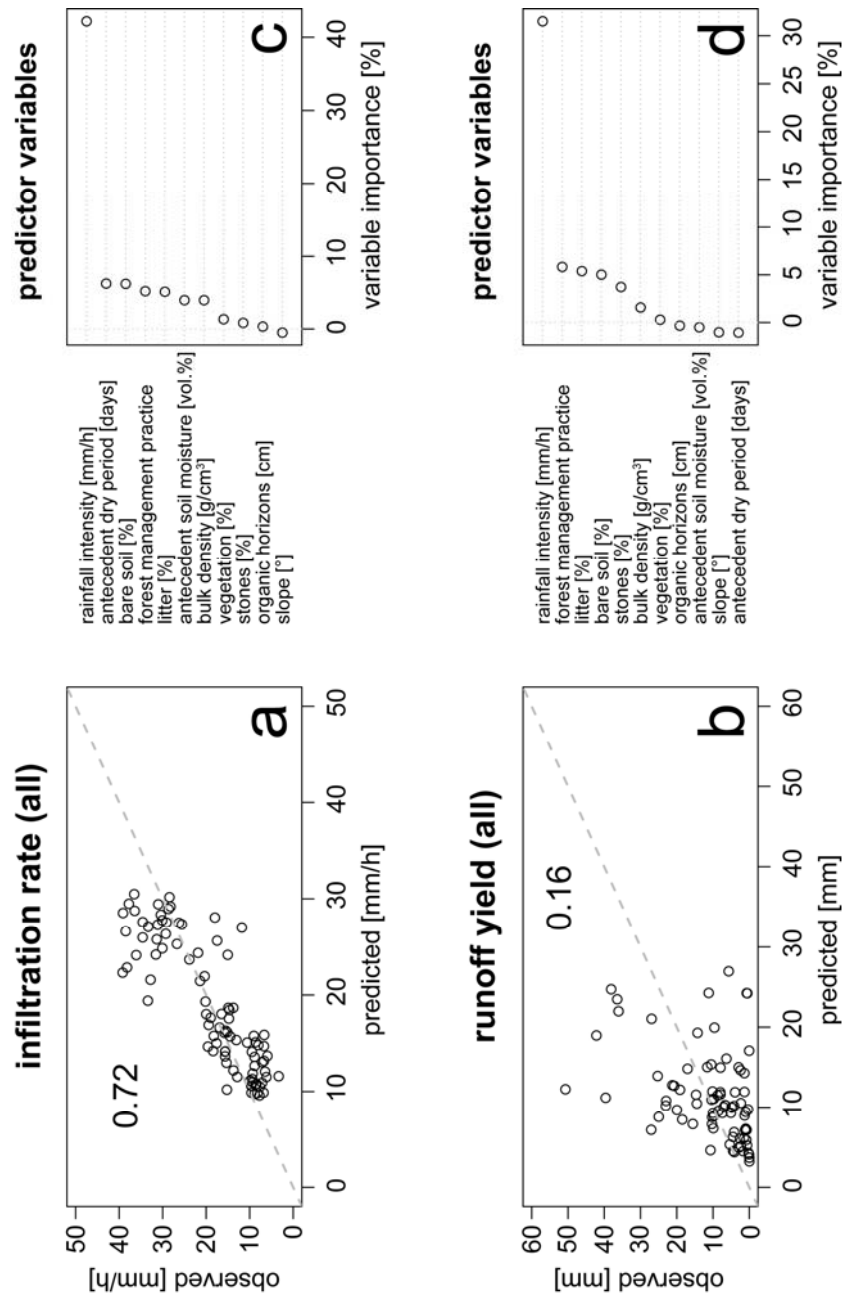 infiltration rate (all)
0.72
a
observed [mm/h]
0 10 20 30 40 50
0 10 20 30 40 50
predicted [mm/h]
predictor variables
c
rainfall intensity [mm/h]
antecedent dry period [days]
bare soil [%]
forest management practice
litter [%]
antecedent soil moisture [vol.%]
bulk density [g/cm³]
vegetation [%]
stones [%]
organic horizons [cm]
slope [°]
0 10 20 30 40
variable importance [%]
runoff yield (all)
0.16
b
observed [mm]
0 10 20 30 40 50 60
0 10 20 30 40 50 60
predicted [mm]
predictor variables
d
rainfall intensity [mm/h]
forest management practice
litter [%]
bare soil [%]
stones [%]
bulk density [g/cm³]
vegetation [%]
organic horizons [cm]
antecedent soil moisture [vol.%]
slope [°]
antecedent dry period [days]
0 5 10 15 20 25 30
variable importance [%]